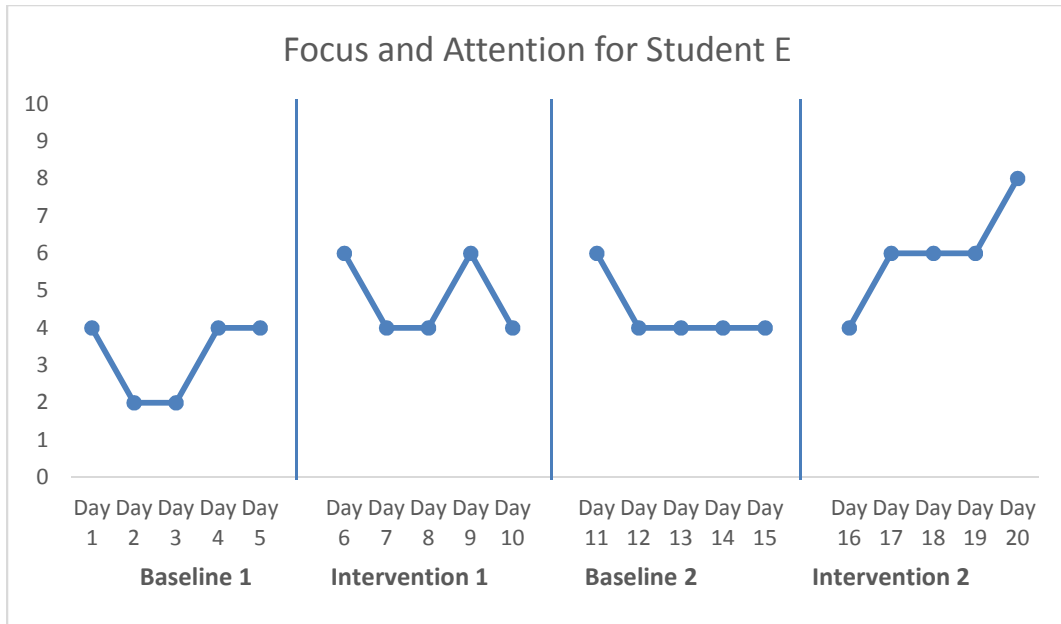 Focus and Attention for Student E
10
9
8
7
6
5
4
3
2
1
0
Day Day Day Day Day Day Day Day Day Day Day Day Day Day Day Day Day Day Day Day
1 2 3 4 5 6 7 8 9 10 11 12 13 14 15 16 17 18 19 20
Baseline 1 Intervention 1 Baseline 2 Intervention 2